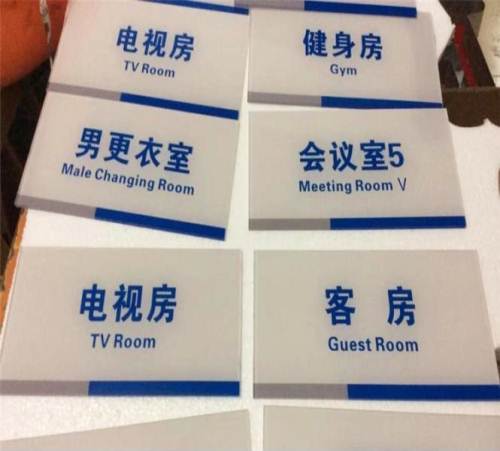 电视房
TV Room
健身房
Gym
男更衣室
Male Changing Room
会议室5
Meeting Room Ⅴ
电视房
TV Room
客 房
Guest Room